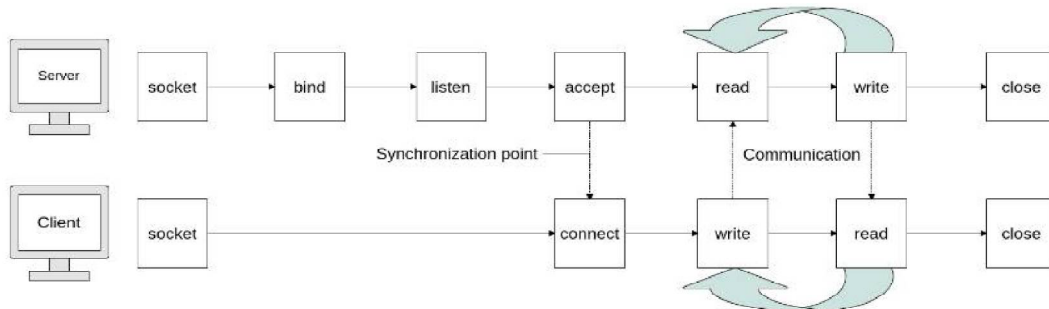 Server
socket
bind
listen
accept
read
write
close
Synchronization point
Communication
Client
socket
connect
write
read
close